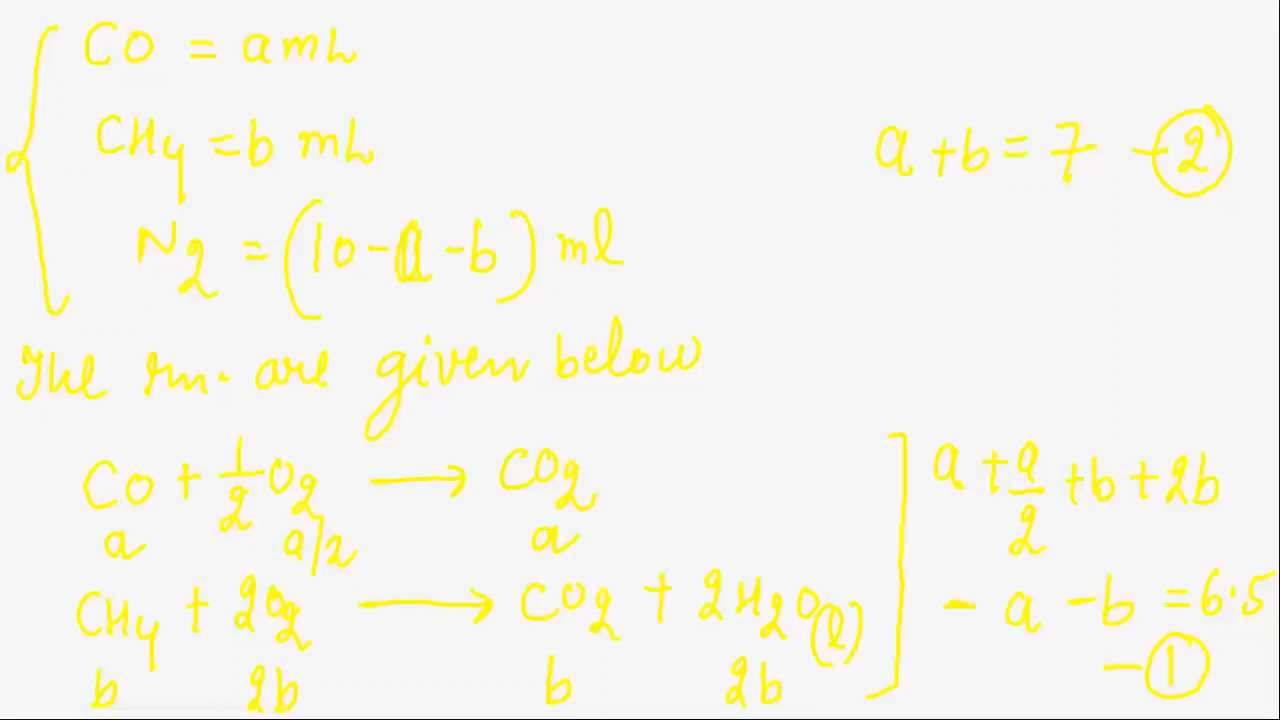 CO = a mL
CH4 = b mL
a + b = 7 - 2
N2 = (10 - a - b) ml
The rn. are given below
CO + 1/2 O2 → CO2
a a/2 a
a + a/2 + b + 2b
CH4 + 2O2 → CO2 + 2H2O(l)
- a - b = 6.5
b 2b b 2b
- 1